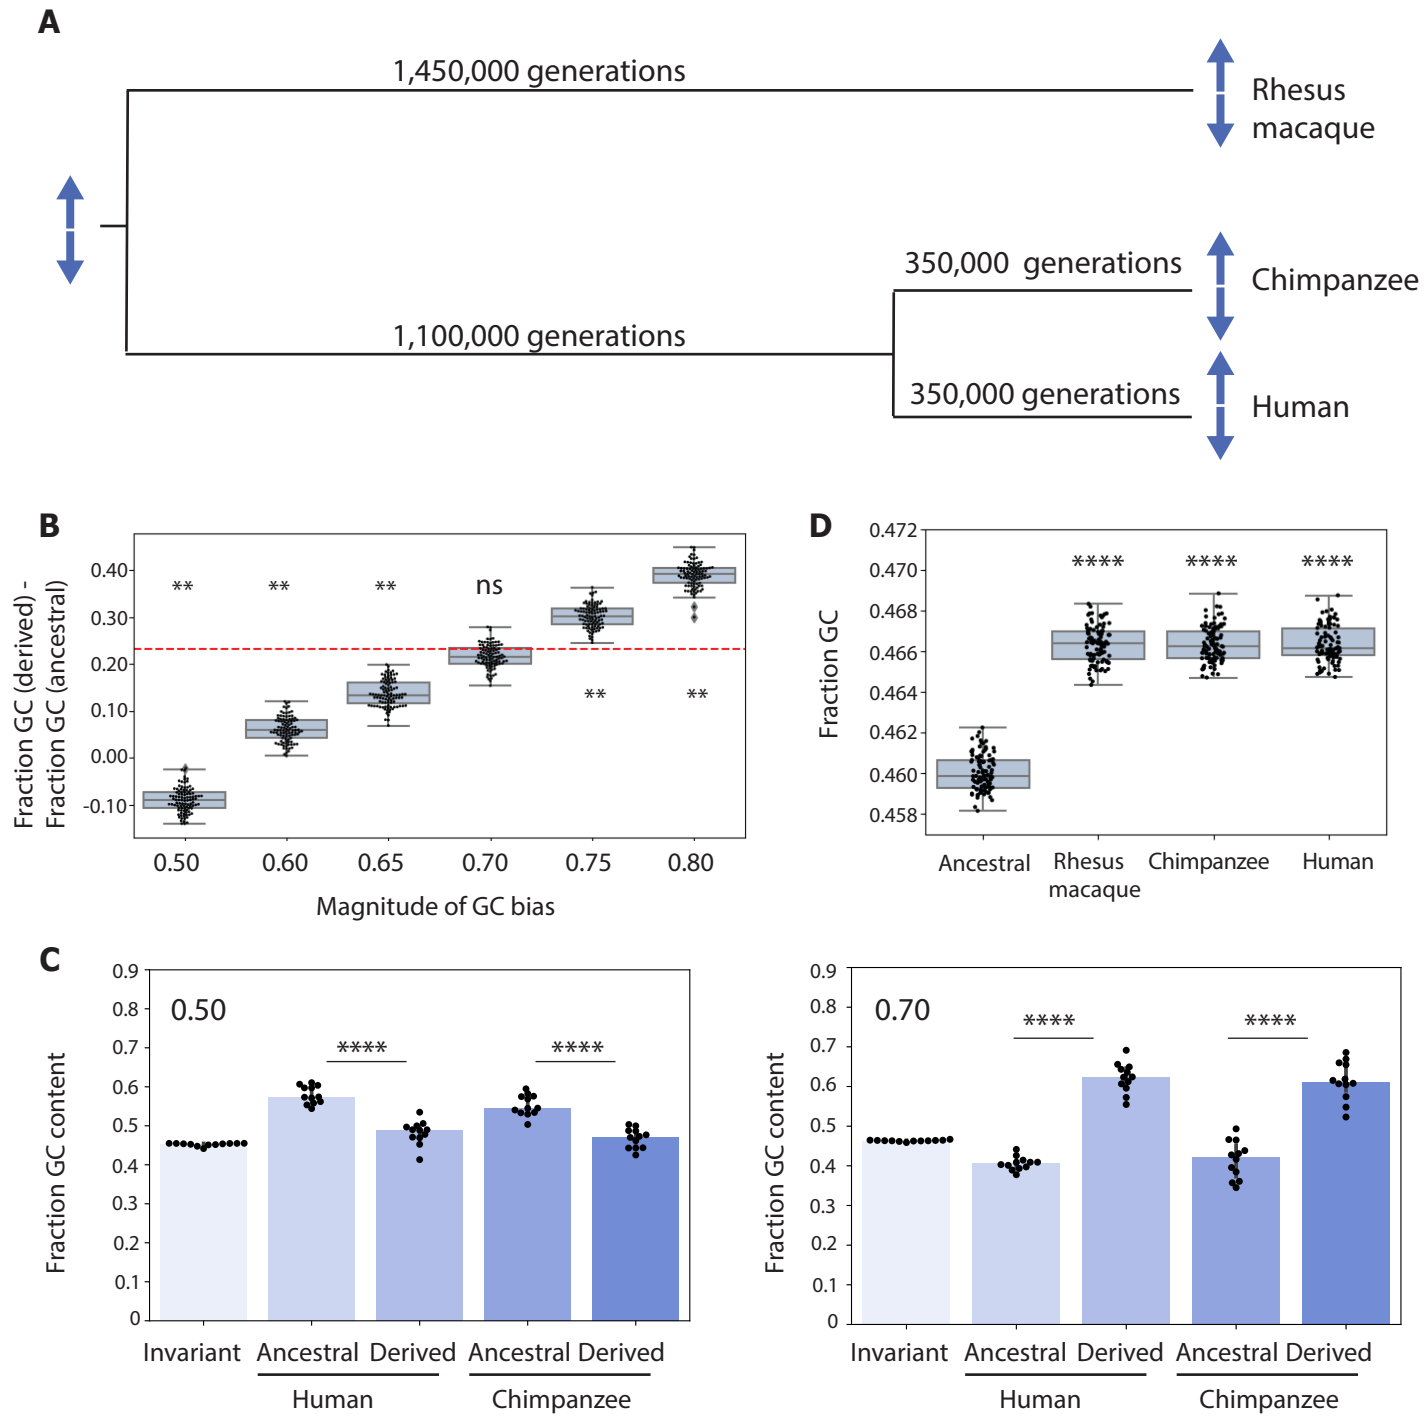 A
1,450,000 generations
Rhesus
macaque
350,000 generations
Chimpanzee
1,100,000 generations
350,000 generations
Human
B
Fraction GC (derived) -
Fraction GC (ancestral)
0.40
0.30
0.20
0.10
0.00
-0.10
**
**
**
ns
**
**
0.50
0.60
0.65
0.70
0.75
0.80
Magnitude of GC bias
D
Fraction GC
0.472
0.470
0.468
0.466
0.464
0.462
0.460
0.458
****
****
****
Ancestral
Rhesus
macaque
Chimpanzee
Human
C
Fraction GC content
0.9
0.8
0.7
0.6
0.5
0.4
0.3
0.2
0.1
0
0.50
****
****
Invariant
Ancestral
Derived
Ancestral
Derived
Human
Chimpanzee
Fraction GC content
0.9
0.8
0.7
0.6
0.5
0.4
0.3
0.2
0.1
0
0.70
****
****
Invariant
Ancestral
Derived
Ancestral
Derived
Human
Chimpanzee